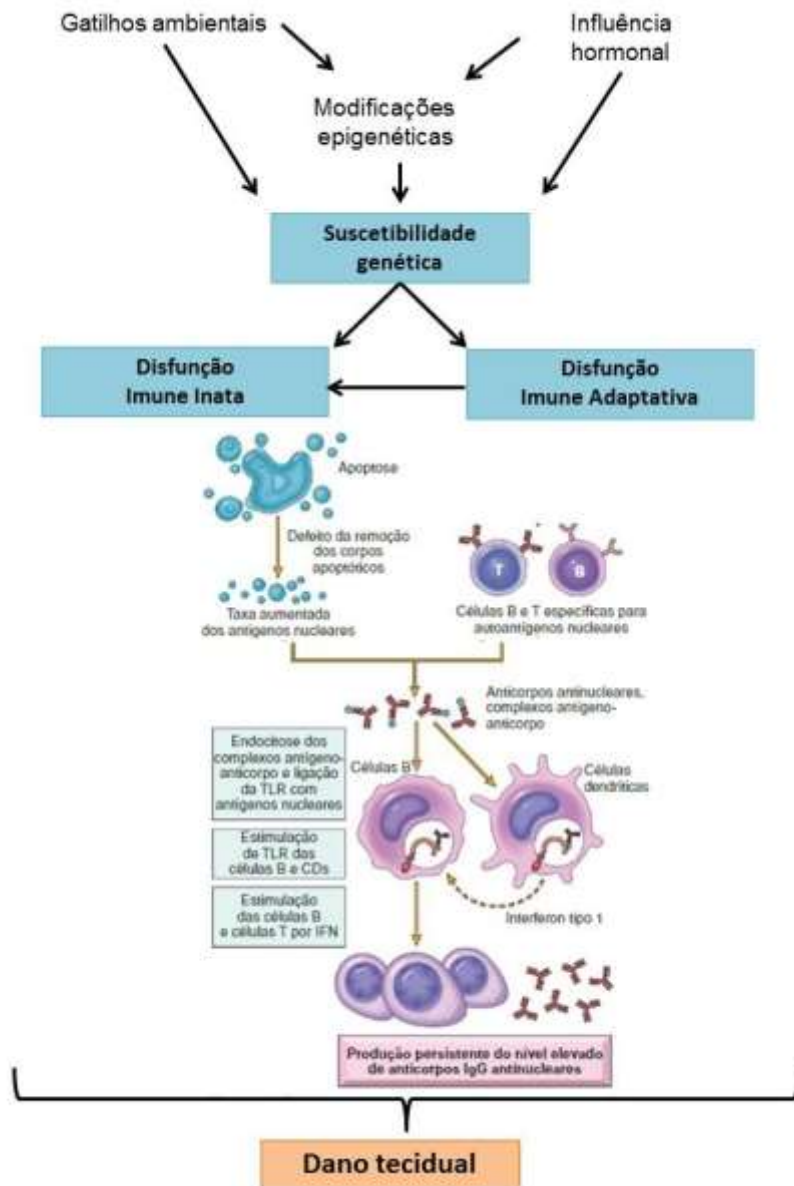 Gatilhos ambientais
Influência
hormonal
Modificações
epigenéticas
Suscetibilidade
genética
Disfunção
Imune Inata
Disfunção
Imune Adaptativa
Apoptose
Defeito da remoção
dos corpos
apoptóticos
Taxa aumentada
dos antígenos nucleares
T
B
Células B e T específicas para
autoantígenos nucleares
Anticorpos antinucleares,
complexos antígeno-
anticorpo
Endocitose dos
complexos antígeno-
anticorpo e ligação
da TLR com
antígenos nucleares
Células B
Células
dendríticas
Estimulação
de TLR das
células B e CDs
Estimulação
das células B
e células T por IFN
Interferon tipo 1
Produção persistente do nível elevado
de anticorpos IgG antinucleares
Dano tecidual